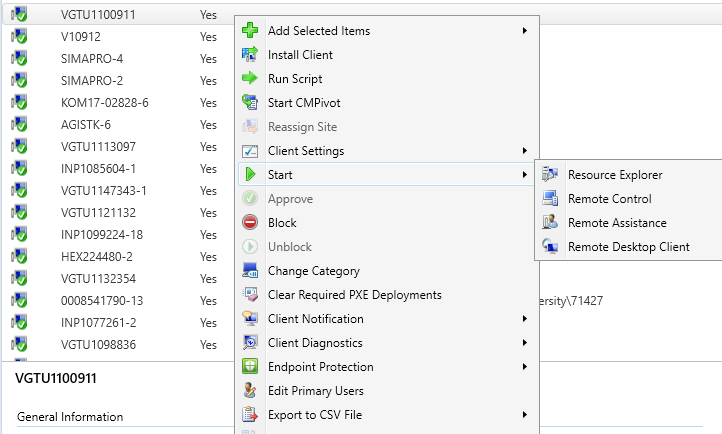 VGTU1100911 Yes
V10912 Yes
SIMAPRO-4 Yes
SIMAPRO-2 Yes
KOM17-02828-6 Yes
AGISTK-6 Yes
VGTU1113097 Yes
INP1085604-1 Yes
VGTU1147343-1 Yes
VGTU1121132 Yes
INP1099224-18 Yes
HEX224480-2 Yes
VGTU1132354 Yes
0008541790-13 Yes
INP1077261-2 Yes
VGTU1098836 Yes
Add Selected Items
Install Client
Run Script
Start CMPivot
Reassign Site
Client Settings
Start
Approve
Block
Unblock
Change Category
Clear Required PXE Deployments
Client Notification
Client Diagnostics
Endpoint Protection
Edit Primary Users
Export to CSV File
Resource Explorer
Remote Control
Remote Assistance
Remote Desktop Client
ersity\71427
VGTU1100911
General Information